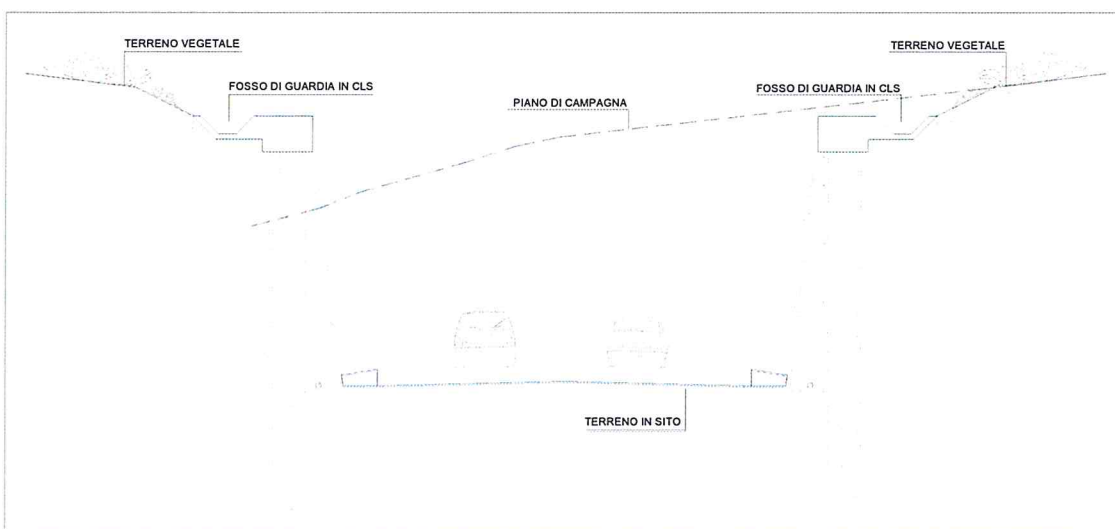 TERRENO VEGETALE
TERRENO VEGETALE
FOSSO DI GUARDIA IN CLS
FOSSO DI GUARDIA IN CLS
PIANO DI CAMPAGNA
TERRENO IN SITO